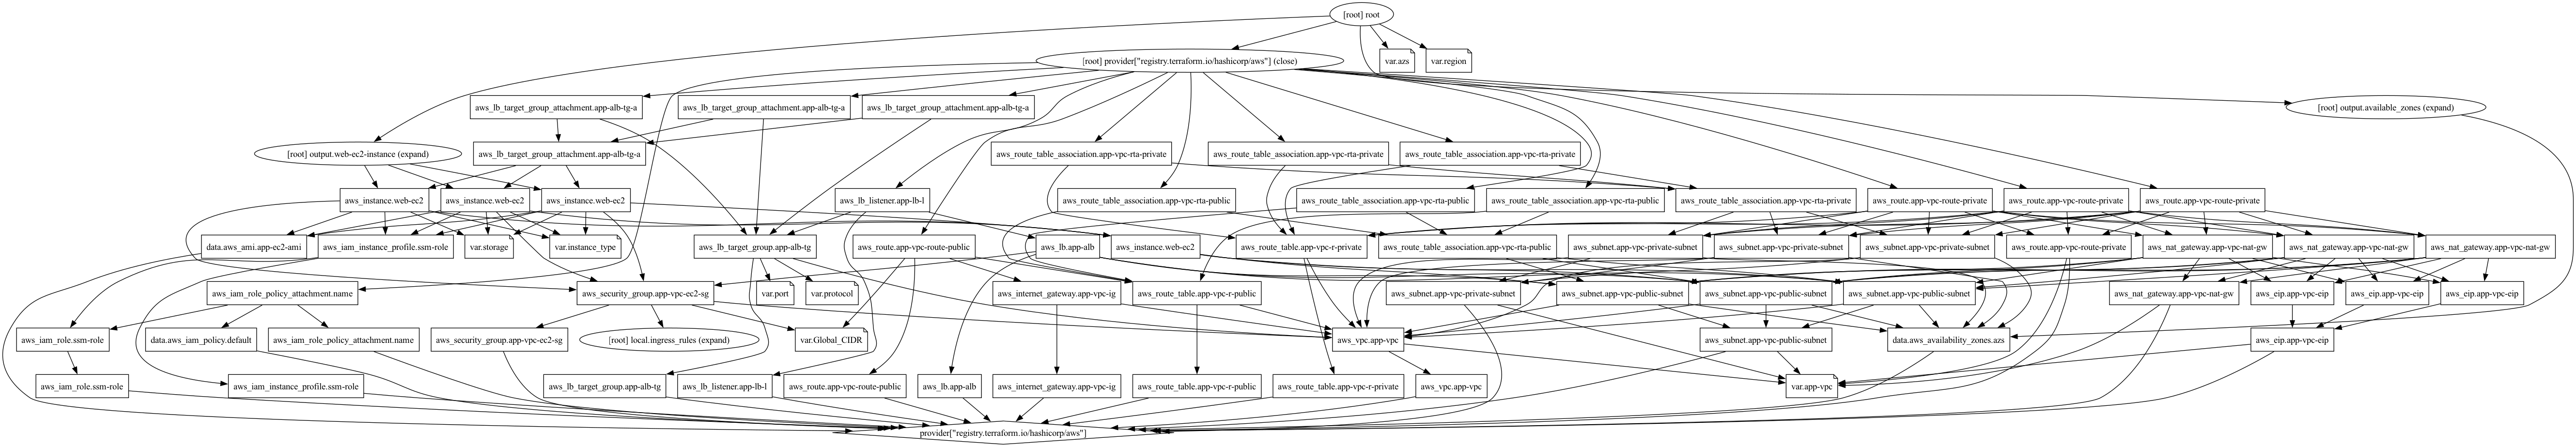 [root] root
var.azs
var.region
[root] provider["registry.terraform.io/hashicorp/aws"] (close)
aws_lb_target_group_attachment.app-alb-tg-a
aws_lb_target_group_attachment.app-alb-tg-a
aws_lb_target_group_attachment.app-alb-tg-a
[root] output.available_zones (expand)
[root] output.web-ec2-instance (expand)
aws_lb_target_group_attachment.app-alb-tg-a
aws_route_table_association.app-vpc-rta-private
aws_route_table_association.app-vpc-rta-private
aws_route_table_association.app-vpc-rta-private
aws_instance.web-ec2
aws_instance.web-ec2
aws_instance.web-ec2
aws_lb_listener.app-lb-l
aws_route_table_association.app-vpc-rta-public
aws_route_table_association.app-vpc-rta-public
aws_route_table_association.app-vpc-rta-public
aws_route_table_association.app-vpc-rta-private
aws_route.app-vpc-route-private
aws_route.app-vpc-route-private
aws_route.app-vpc-route-private
data.aws_ami.app-ec2-ami
aws_iam_instance_profile.ssm-role
var.storage
var.instance_type
aws_lb_target_group.app-alb-tg
aws_route.app-vpc-route-public
aws_lb.app-alb
aws_instance.web-ec2
aws_route_table.app-vpc-r-private
aws_route_table_association.app-vpc-rta-public
aws_subnet.app-vpc-private-subnet
aws_subnet.app-vpc-private-subnet
aws_subnet.app-vpc-private-subnet
aws_route.app-vpc-route-private
aws_nat_gateway.app-vpc-nat-gw
aws_nat_gateway.app-vpc-nat-gw
aws_nat_gateway.app-vpc-nat-gw
aws_iam_role_policy_attachment.name
aws_security_group.app-vpc-ec2-sg
var.port
var.protocol
aws_internet_gateway.app-vpc-ig
aws_route_table.app-vpc-r-public
aws_subnet.app-vpc-private-subnet
aws_subnet.app-vpc-public-subnet
aws_subnet.app-vpc-public-subnet
aws_subnet.app-vpc-public-subnet
aws_nat_gateway.app-vpc-nat-gw
aws_eip.app-vpc-eip
aws_eip.app-vpc-eip
aws_eip.app-vpc-eip
aws_iam_role.ssm-role
data.aws_iam_policy.default
aws_iam_role_policy_attachment.name
aws_security_group.app-vpc-ec2-sg
[root] local.ingress_rules (expand)
var.Global_CIDR
aws_vpc.app-vpc
aws_subnet.app-vpc-public-subnet
data.aws_availability_zones.azs
aws_eip.app-vpc-eip
aws_iam_role.ssm-role
aws_iam_instance_profile.ssm-role
aws_lb_target_group.app-alb-tg
aws_lb_listener.app-lb-l
aws_route.app-vpc-route-public
aws_lb.app-alb
aws_internet_gateway.app-vpc-ig
aws_route_table.app-vpc-r-public
aws_route_table.app-vpc-r-private
aws_vpc.app-vpc
var.app-vpc
provider["registry.terraform.io/hashicorp/aws"]